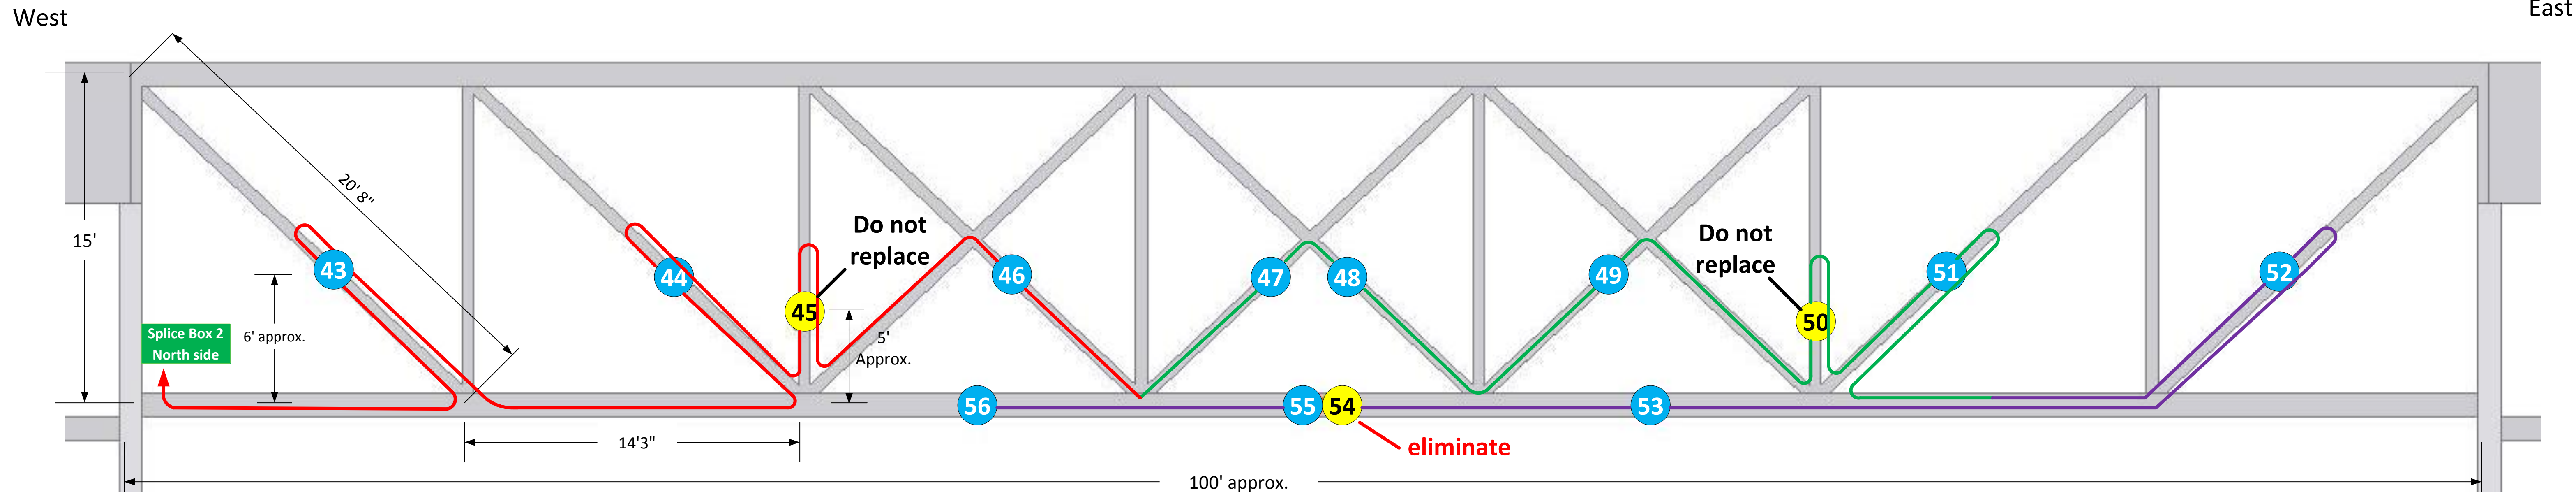 West
East
20' 8"
15'
Do not
replace
Do not
replace
43
44
46
47
48
49
51
52
45
50
Splice Box 2
North side
6' approx.
5'
Approx.
56
55
54
53
14'3"
eliminate
100' approx.